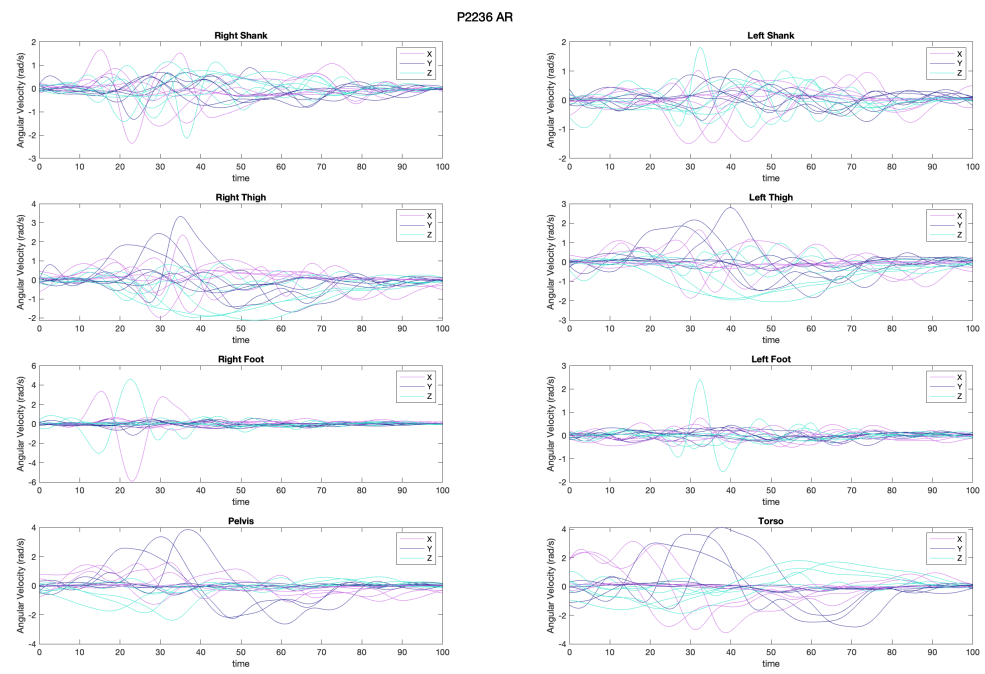 P2236 AR
Right Shank
Angular Velocity (rad/s)
2
1
0
-1
-2
-3
0 10 20 30 40 50 60 70 80 90 100
time
X
Y
Z
Left Shank
Angular Velocity (rad/s)
2
1
0
-1
-2
0 10 20 30 40 50 60 70 80 90 100
time
X
Y
Z
Right Thigh
Angular Velocity (rad/s)
4
3
2
1
0
-1
-2
0 10 20 30 40 50 60 70 80 90 100
time
X
Y
Z
Left Thigh
Angular Velocity (rad/s)
3
2
1
0
-1
-2
-3
0 10 20 30 40 50 60 70 80 90 100
time
X
Y
Z
Right Foot
Angular Velocity (rad/s)
6
4
2
0
-2
-4
-6
0 10 20 30 40 50 60 70 80 90 100
time
X
Y
Z
Left Foot
Angular Velocity (rad/s)
3
2
1
0
-1
-2
0 10 20 30 40 50 60 70 80 90 100
time
X
Y
Z
Pelvis
Angular Velocity (rad/s)
4
2
0
-2
-4
0 10 20 30 40 50 60 70 80 90 100
time
X
Y
Z
Torso
Angular Velocity (rad/s)
4
2
0
-2
-4
0 10 20 30 40 50 60 70 80 90 100
time
X
Y
Z